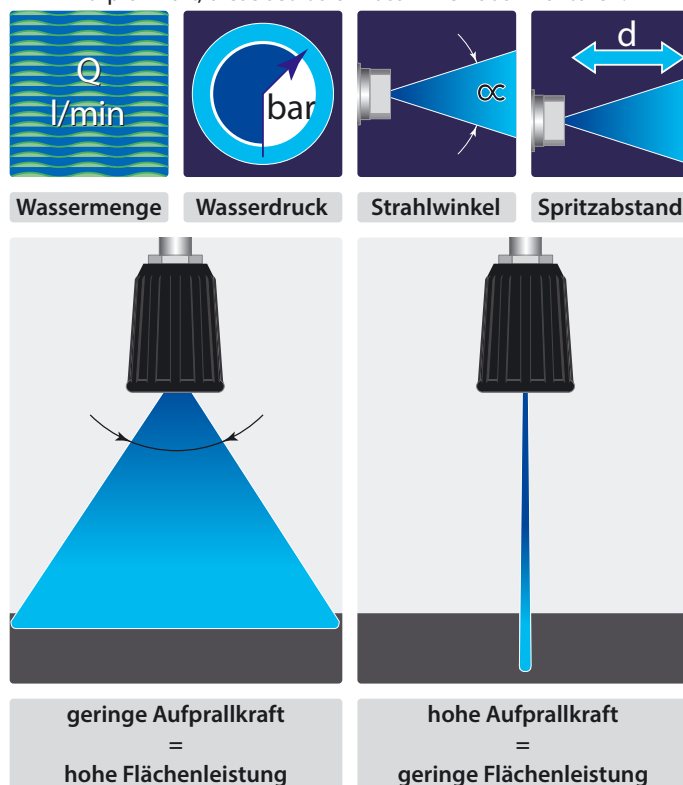 Q
l/min
bar
∝
d
Wassermenge
Wasserdruck
Strahlwinkel
Spritzabstand
geringe Aufprallkraft
=
hohe Flächenleistung
hohe Aufprallkraft
=
geringe Flächenleistung